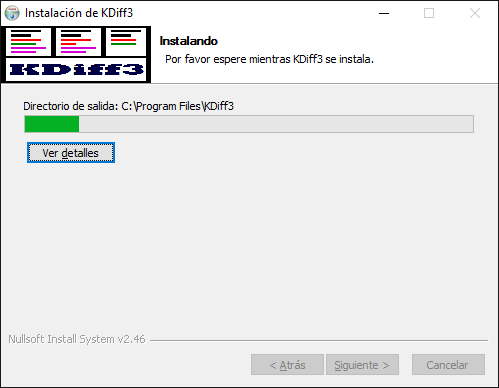 Instalación de KDiff3
KDiff3
Instalando
Por favor espere mientras KDiff3 se instala.
Directorio de salida: C:\Program Files\KDiff3
Ver detalles
Nullsoft Install System v2.46
< Atrás
Siguiente >
Cancelar